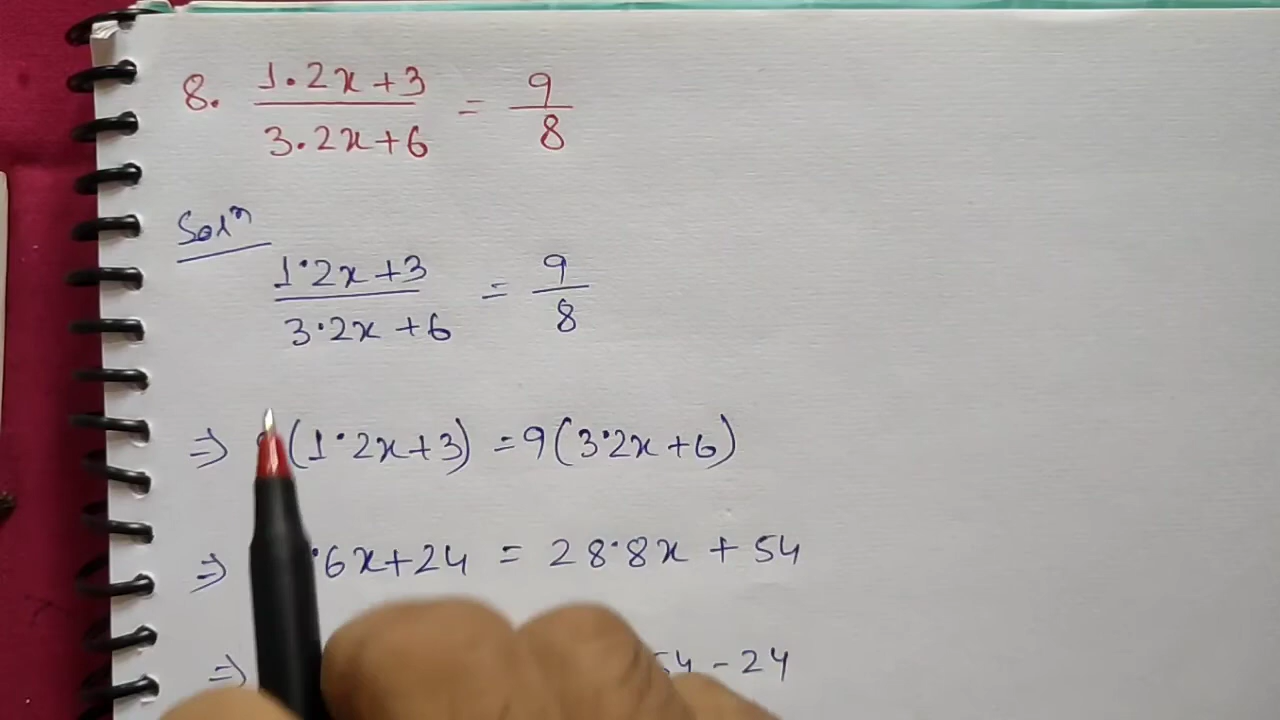 8. 1.2x+3 / 3.2x+6 = 9/8
Solⁿ
1.2x+3 / 3.2x+6 = 9/8
⇒ (1.2x+3) = 9(3.2x+6)
⇒ .6x+24 = 28.8x + 54
⇒ 54 - 24